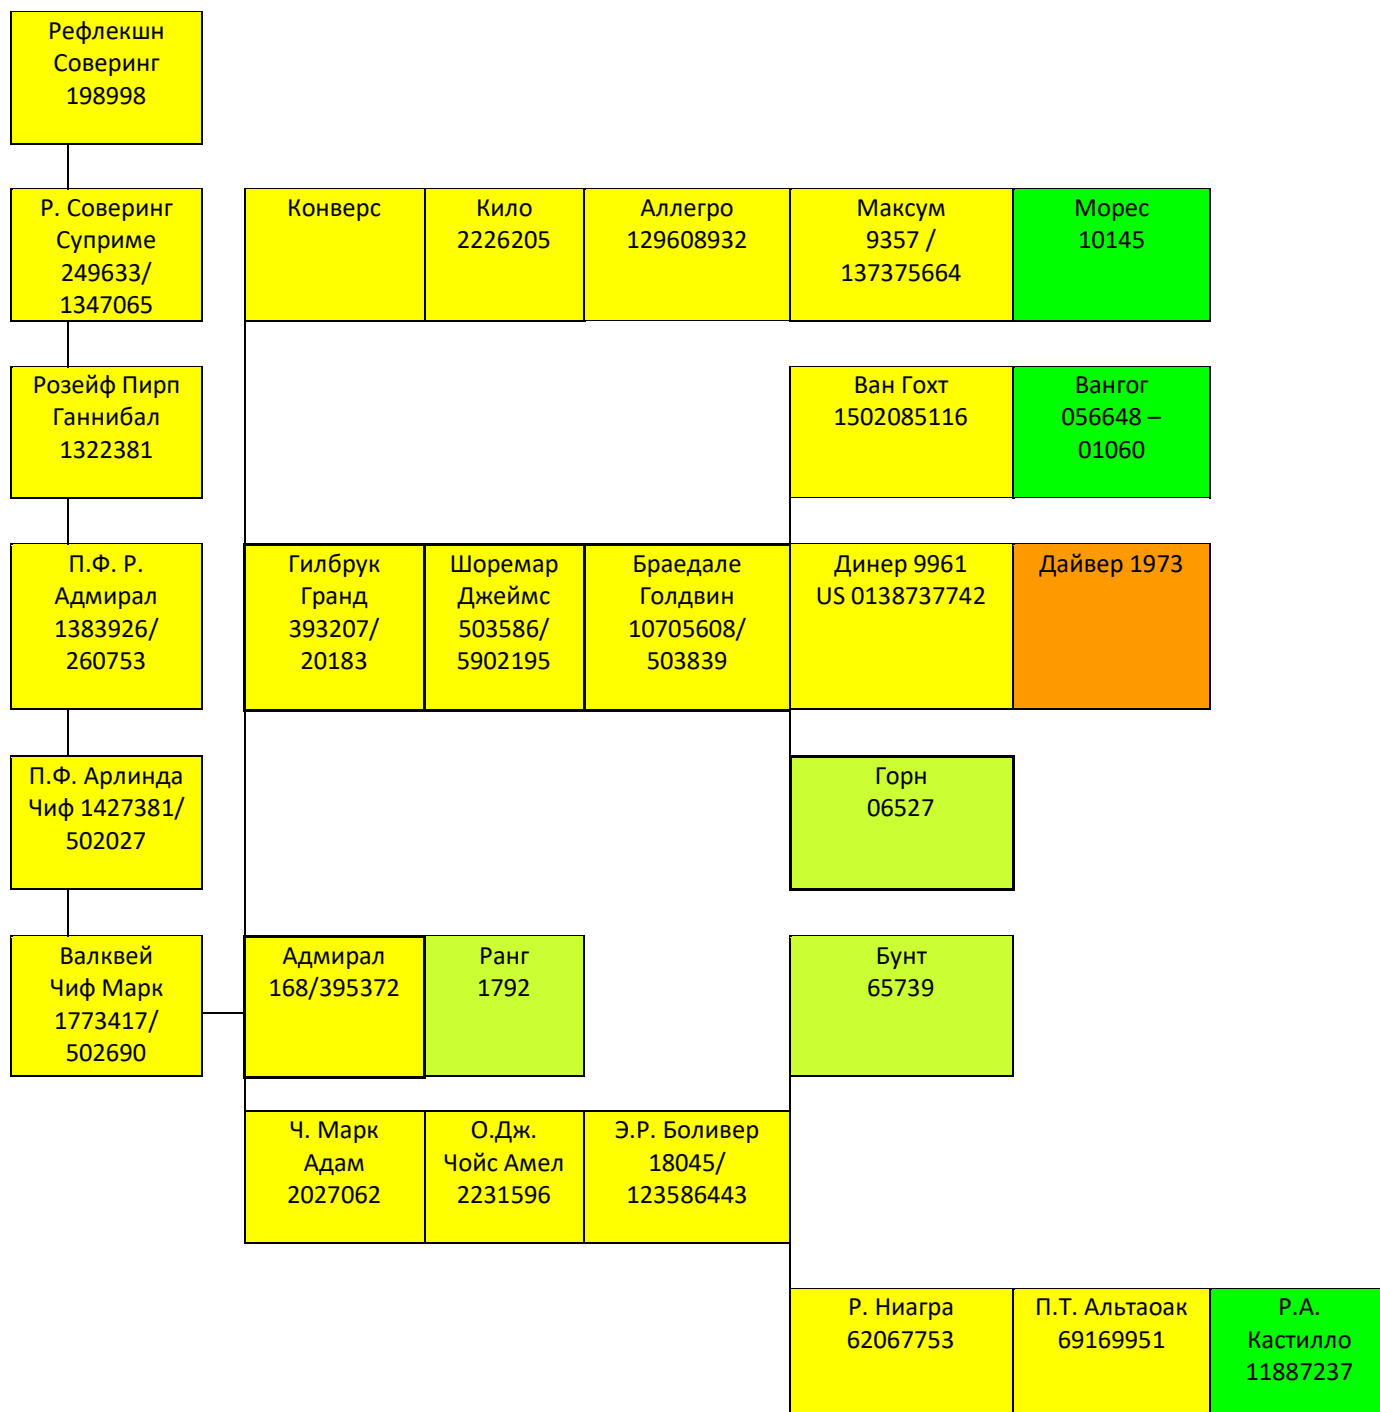 Рефлекшн
Соверинг
198998
Р. Соверинг
Суприме
249633/
1347065
Конверс
Кило
2226205
Аллегро
129608932
Максум
9357 /
137375664
Морес
10145
Розейф Пирп
Ганнибал
1322381
Ван Гохт
1502085116
Вангог
056648 –
01060
П.Ф. Р.
Адмирал
1383926/
260753
Гилбрук
Гранд
393207/
20183
Шоремар
Джеймс
503586/
5902195
Браедале
Голдвин
10705608/
503839
Динер 9961
US 0138737742
Дайвер 1973
П.Ф. Арлинда
Чиф 1427381/
502027
Горн
06527
Валквей
Чиф Марк
1773417/
502690
Адмирал
168/395372
Ранг
1792
Бунт
65739
Ч. Марк
Адам
2027062
О.Дж.
Чойс Амел
2231596
Э.Р. Боливер
18045/
123586443
Р. Ниагра
62067753
П.Т. Альтаоак
69169951
Р.А.
Кастилло
11887237